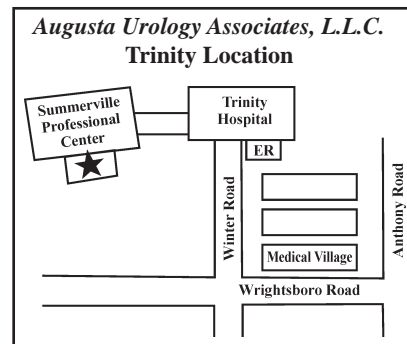 Augusta Urology Associates, L.L.C.
Trinity Location
Summerville
Professional
Center
Trinity
Hospital
ER
Winter Road
Anthony Road
Medical Village
Wrightsboro Road